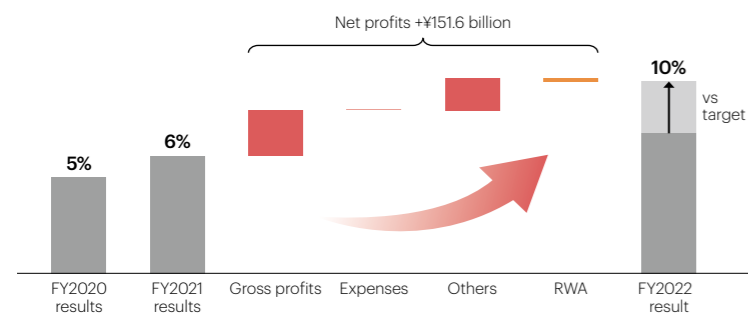 Net profits +¥151.6 billion
5%
6%
10%
vs
target
FY2020
results
FY2021
results
Gross profits
Expenses
Others
RWA
FY2022
result